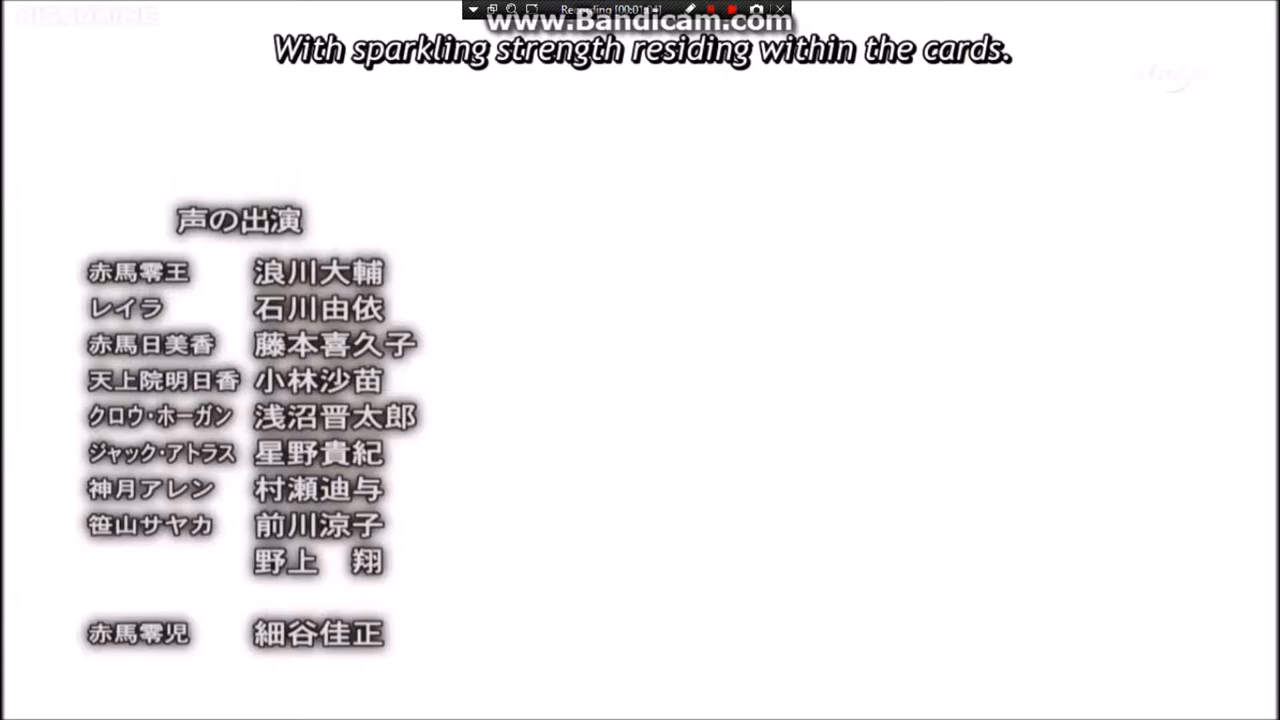 Recording [00:01:04]
www.Bandicam.com
With sparkling strength residing within the cards.
声の出演
赤馬零王 浪川大輔
レイラ 石川由依
赤馬日美香 藤本喜久子
天上院明日香 小林沙苗
クロウ・ホーガン 浅沼晋太郎
ジャック・アトラス 星野貴紀
神月アレン 村瀬迪与
笹山サヤカ 前川涼子
野上 翔
赤馬零児 細谷佳正